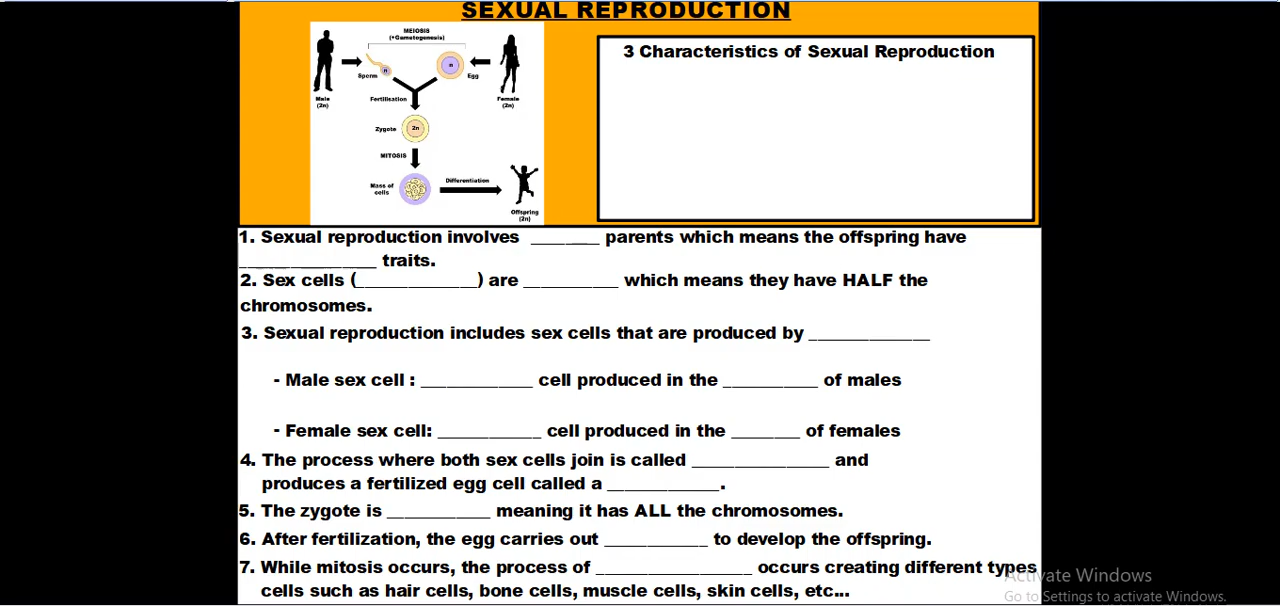 SEXUAL REPRODUCTION
MEIOSIS
(+Gametogenesis)
3 Characteristics of Sexual Reproduction
n
n
Sperm
Egg
Male
(2n)
Fertilisation
Female
(2n)
Zygote
2n
MITOSIS
Mass of
cells
Differentiation
Offspring
(2n)
1. Sexual reproduction involves _______ parents which means the offspring have
______________ traits.
2. Sex cells (____________) are __________ which means they have HALF the
chromosomes.
3. Sexual reproduction includes sex cells that are produced by ____________
- Male sex cell : ___________ cell produced in the __________ of males
- Female sex cell: __________ cell produced in the _______ of females
4. The process where both sex cells join is called ______________ and
produces a fertilized egg cell called a ___________.
5. The zygote is __________ meaning it has ALL the chromosomes.
6. After fertilization, the egg carries out __________ to develop the offspring.
7. While mitosis occurs, the process of ________________ occurs creating different types
cells such as hair cells, bone cells, muscle cells, skin cells, etc...
Activate Windows
Go to Settings to activate Windows.